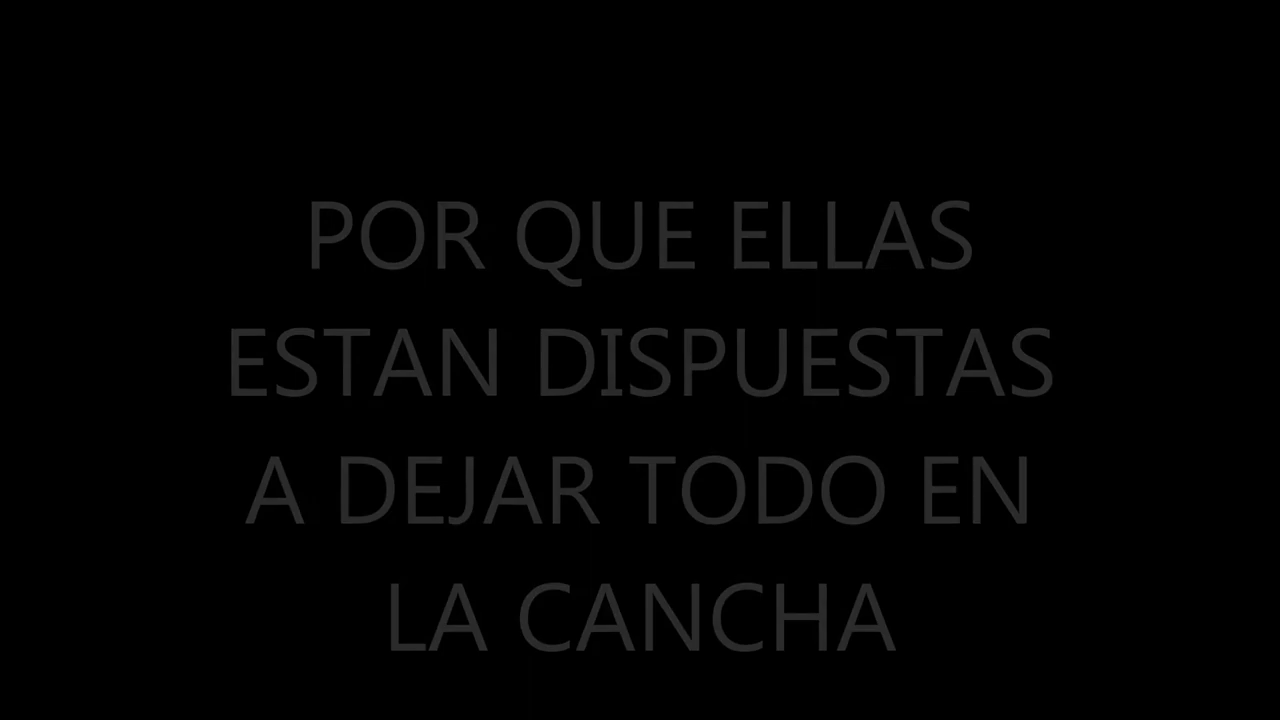 POR QUE ELLAS
ESTAN DISPUESTAS
A DEJAR TODO EN
LA CANCHA